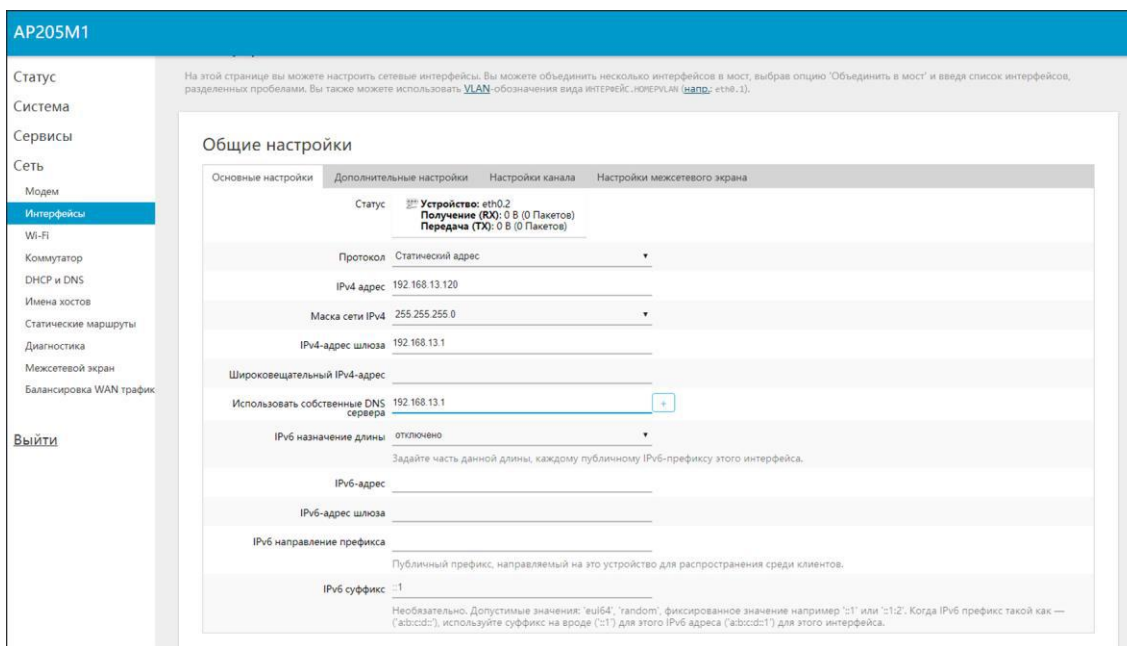 AP205M1
Статус
Система
Сервисы
Сеть
Модем
Интерфейсы
Wi-Fi
Коммутатор
DHCP и DNS
Имена хостов
Статические маршруты
Диагностика
Межсетевой экран
Балансировка WAN трафик
Выйти
На этой странице вы можете настроить сетевые интерфейсы. Вы можете объединить несколько интерфейсов в мост, выбрав опцию 'Объединить в мост' и введя список интерфейсов,
разделенных пробелами. Вы также можете использовать VLAN-обозначения вида ИНТЕРФЕЙС.НОМЕРVLAN (напр.: eth0.1).
Общие настройки
Основные настройки Дополнительные настройки Настройки канала Настройки межсетевого экрана
Статус Устройство: eth0.2
Получение (RX): 0 B (0 Пакетов)
Передача (TX): 0 B (0 Пакетов)
Протокол Статический адрес
IPv4 адрес 192.168.13.120
Маска сети IPv4 255.255.255.0
IPv4-адрес шлюза 192.168.13.1
Широковещательный IPv4-адрес
Использовать собственные DNS сервера 192.168.13.1 +
IPv6 назначение длины отключено
Задайте часть данной длины, каждому публичному IPv6-префиксу этого интерфейса.
IPv6-адрес
IPv6-адрес шлюза
IPv6 направление префикса
Публичный префикс, направляемый на это устройство для распространения среди клиентов.
IPv6 суффикс ::1
Необязательно. Допустимые значения: 'eui64', 'random', фиксированное значение например '::1' или '::1:2'. Когда IPv6 префикс такой как —
('a:b:c:d::'), используйте суффикс на вроде ('::1') для этого IPv6 адреса ('a:b:c:d::1') для этого интерфейса.